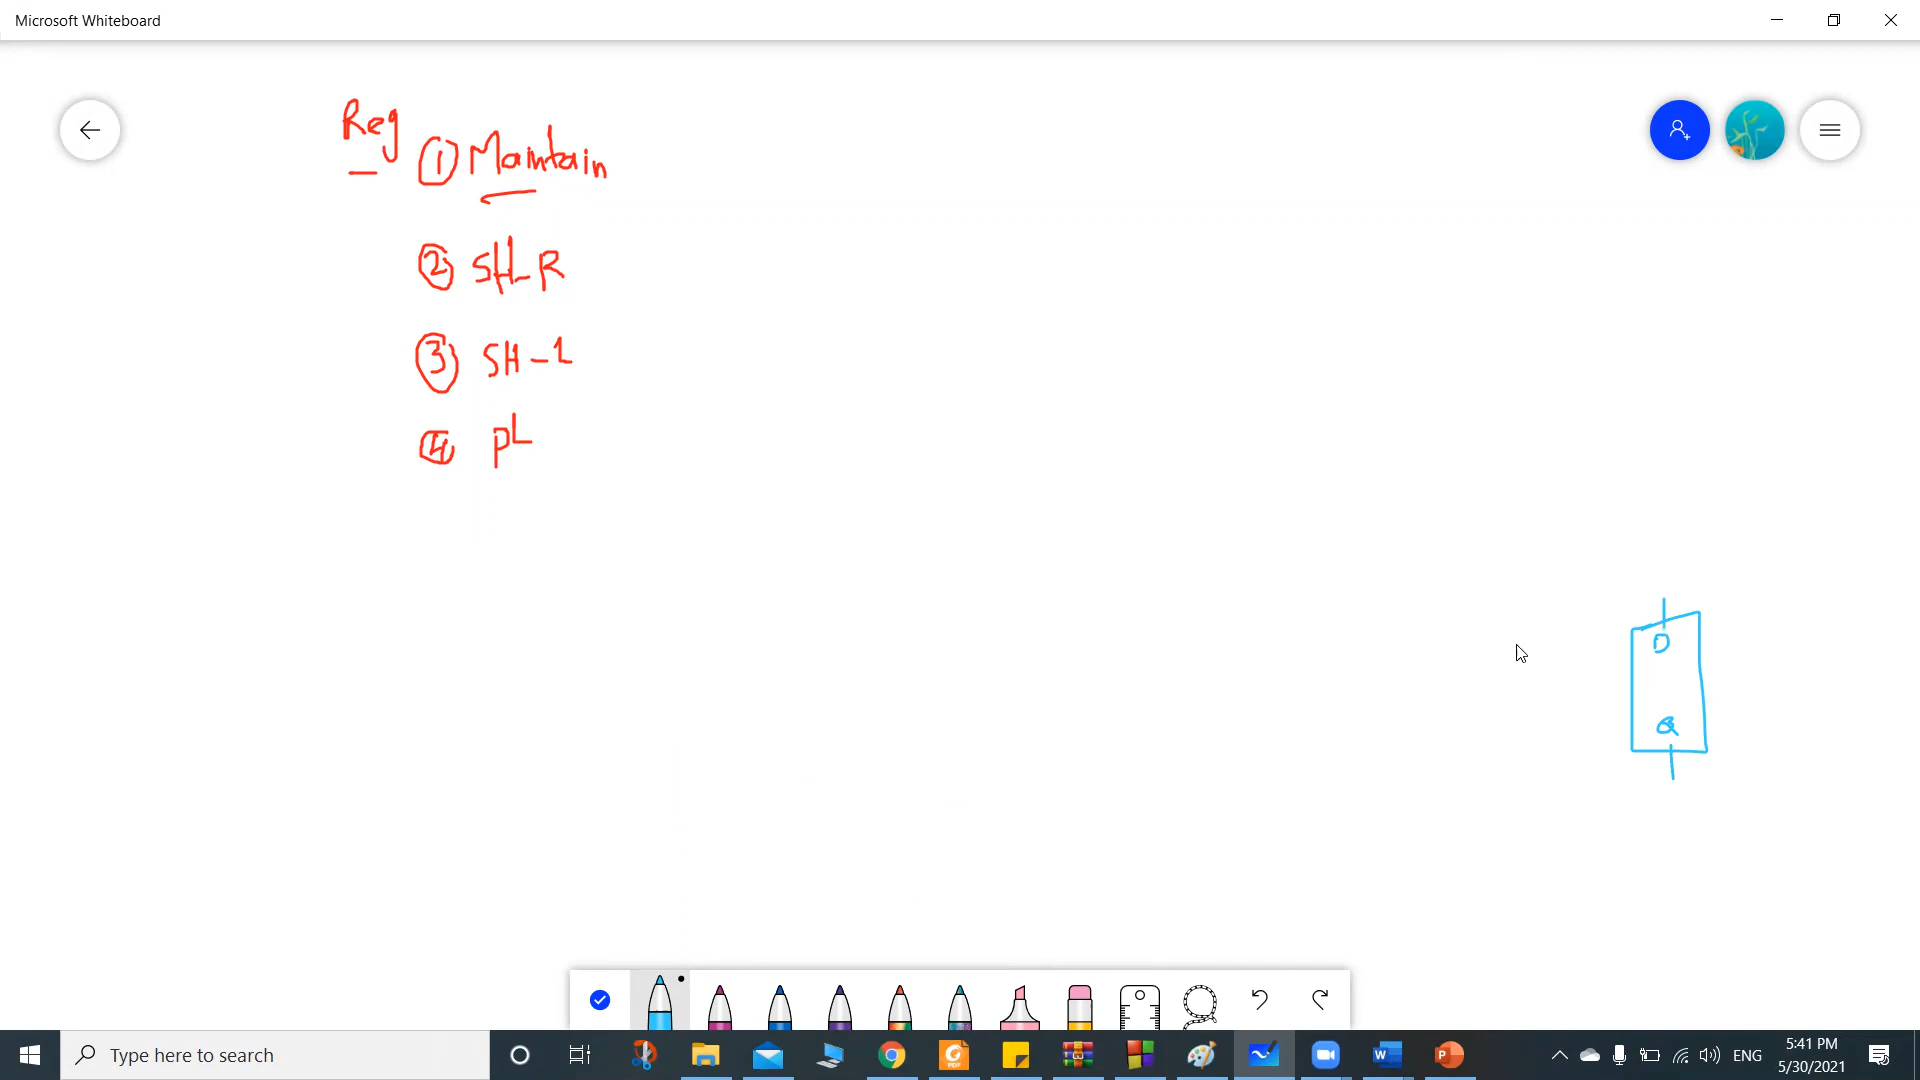 Microsoft Whiteboard
Reg
① Maintain
② SH-R
③ SH-L
④ PL
D
Q
Type here to search
ENG
5:41 PM
5/30/2021